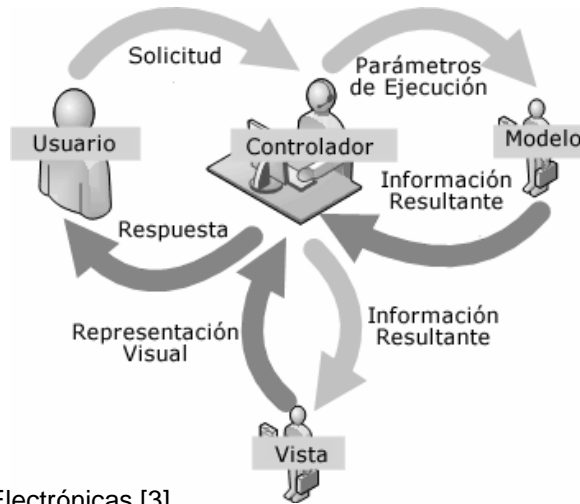 Solicitud
Parámetros
de Ejecución
Usuario
Controlador
Modelo
Información
Resultante
Respuesta
Representación
Visual
Información
Resultante
Vista
Electrónicas [3]